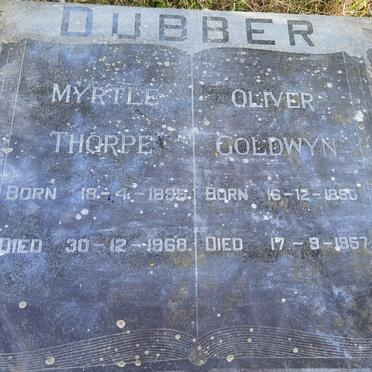 DUBBER
MYRTLE
THORPE
BORN 18-4-1895
DIED 30-12-1968
OLIVER
GOLDWYN
BORN 16-12-1890
DIED 17-9-1957